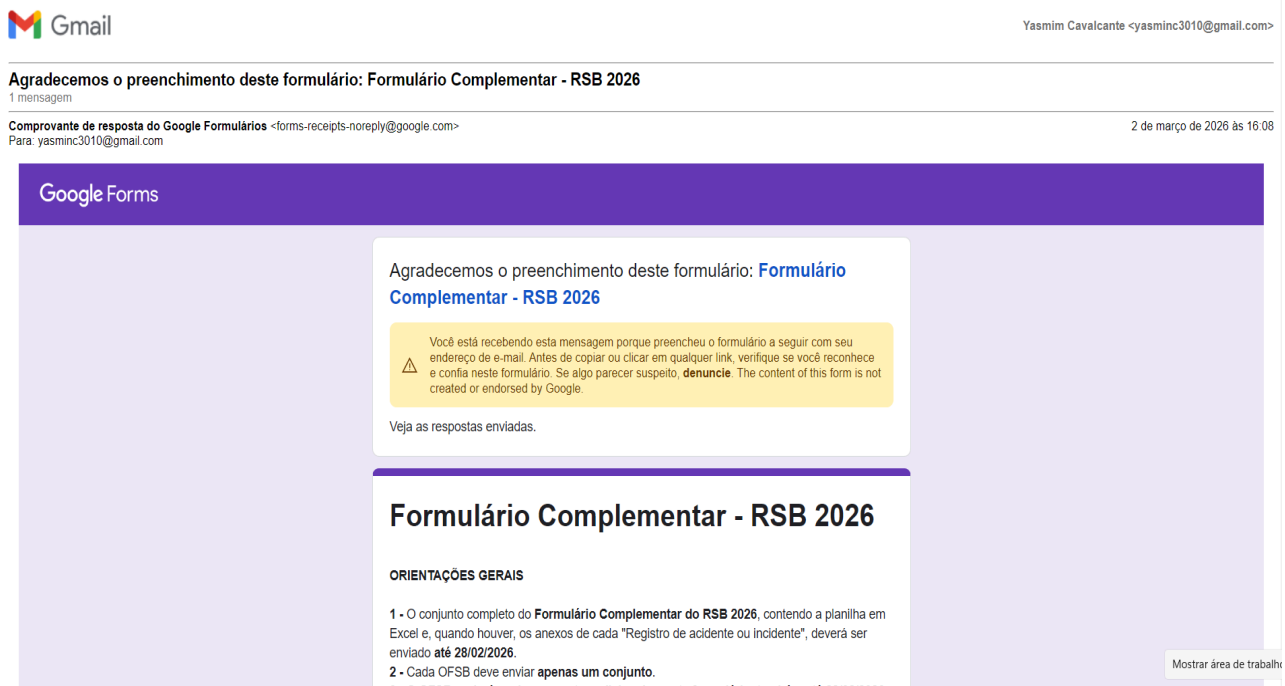 Gmail
Yasmim Cavalcante <yasminc3010@gmail.com>
Agradecemos o preenchimento deste formulário: Formulário Complementar - RSB 2026
1 mensagem
Comprovante de resposta do Google Formulários <forms-receipts-noreply@google.com>
2 de março de 2026 às 16:08
Para: yasminc3010@gmail.com
Google Forms
Agradecemos o preenchimento deste formulário: Formulário
Complementar - RSB 2026
Você está recebendo esta mensagem porque preencheu o formulário a seguir com seu
endereço de e-mail. Antes de copiar ou clicar em qualquer link, verifique se você reconhece
e confia neste formulário. Se algo parecer suspeito, denuncie. The content of this form is not
created or endorsed by Google.
Veja as respostas enviadas.
Formulário Complementar - RSB 2026
ORIENTAÇÕES GERAIS
1 - O conjunto completo do Formulário Complementar do RSB 2026, contendo a planilha em
Excel e, quando houver, os anexos de cada "Registro de acidente ou incidente", deverá ser
enviado até 28/02/2026.
2 - Cada OFSB deve enviar apenas um conjunto.
Mostrar área de trabalho